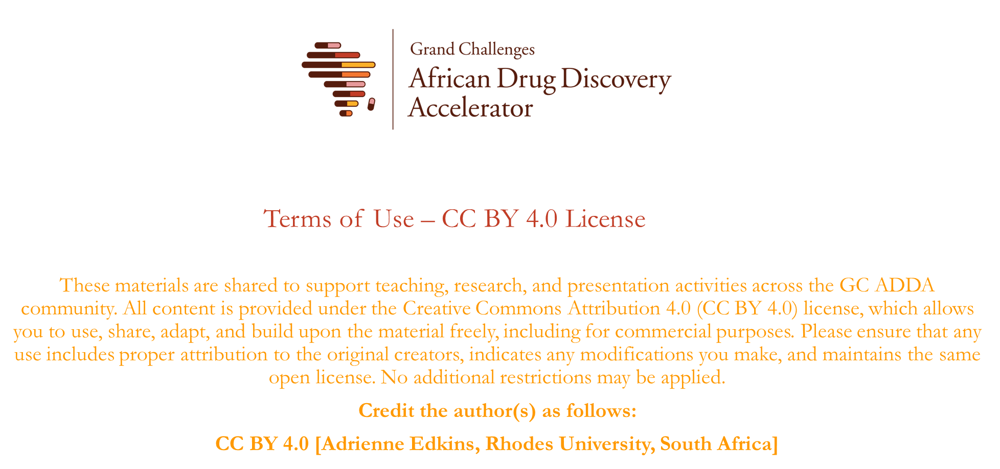 Grand Challenges
African Drug Discovery
Accelerator
Terms of Use – CC BY 4.0 License
These materials are shared to support teaching, research, and presentation activities across the GC ADDA
community. All content is provided under the Creative Commons Attribution 4.0 (CC BY 4.0) license, which allows
you to use, share, adapt, and build upon the material freely, including for commercial purposes. Please ensure that any
use includes proper attribution to the original creators, indicates any modifications you make, and maintains the same
open license. No additional restrictions may be applied.
Credit the author(s) as follows:
CC BY 4.0 [Adrienne Edkins, Rhodes University, South Africa]